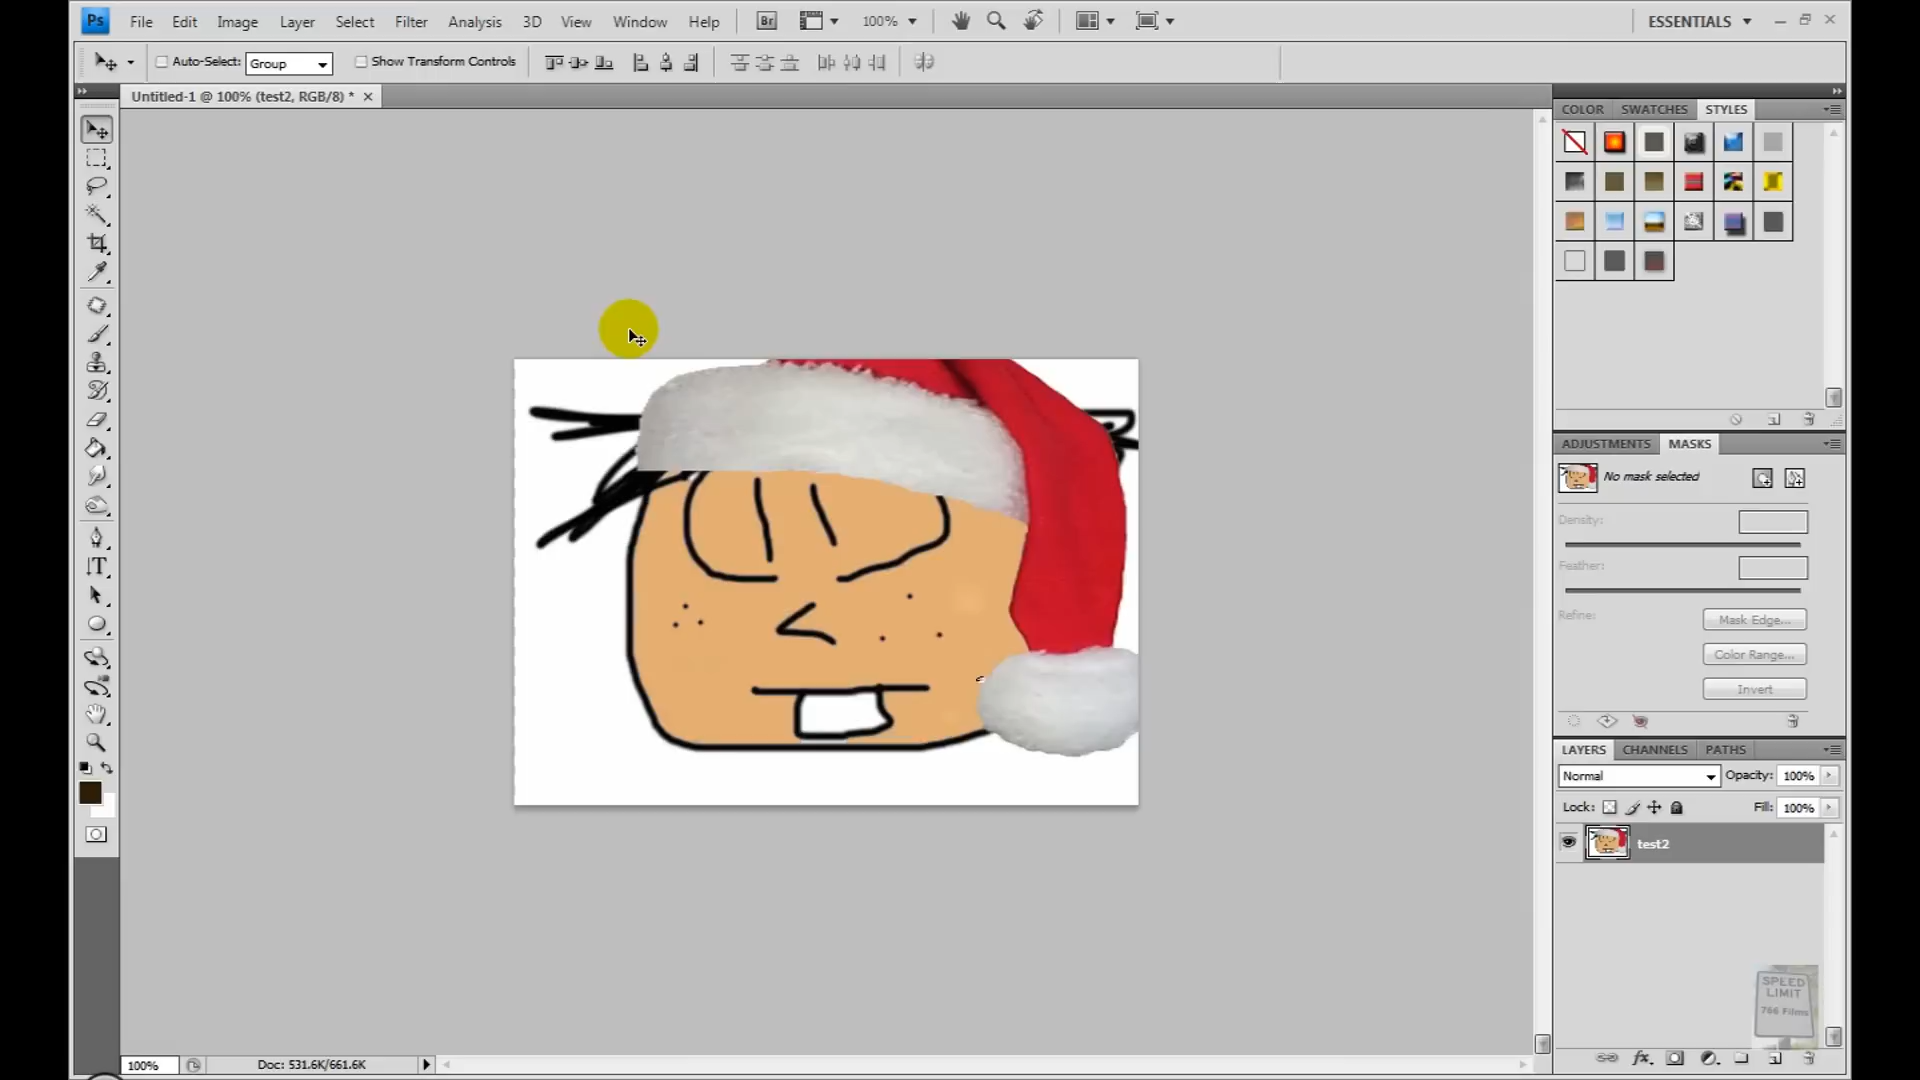 Ps File Edit Image Layer Select Filter Analysis 3D View Window Help Br 100% ESSENTIALS
Auto-Select: Group Show Transform Controls
Untitled-1 @ 100% (test2, RGB/8) *
COLOR SWATCHES STYLES
ADJUSTMENTS MASKS
No mask selected
Density:
Feather:
Refine: Mask Edge...
Color Range...
Invert
LAYERS CHANNELS PATHS
Normal Opacity: 100%
Lock: Fill: 100%
test2
SPEED
LIMIT
766 Films
100% Doc: 531.6K/661.6K